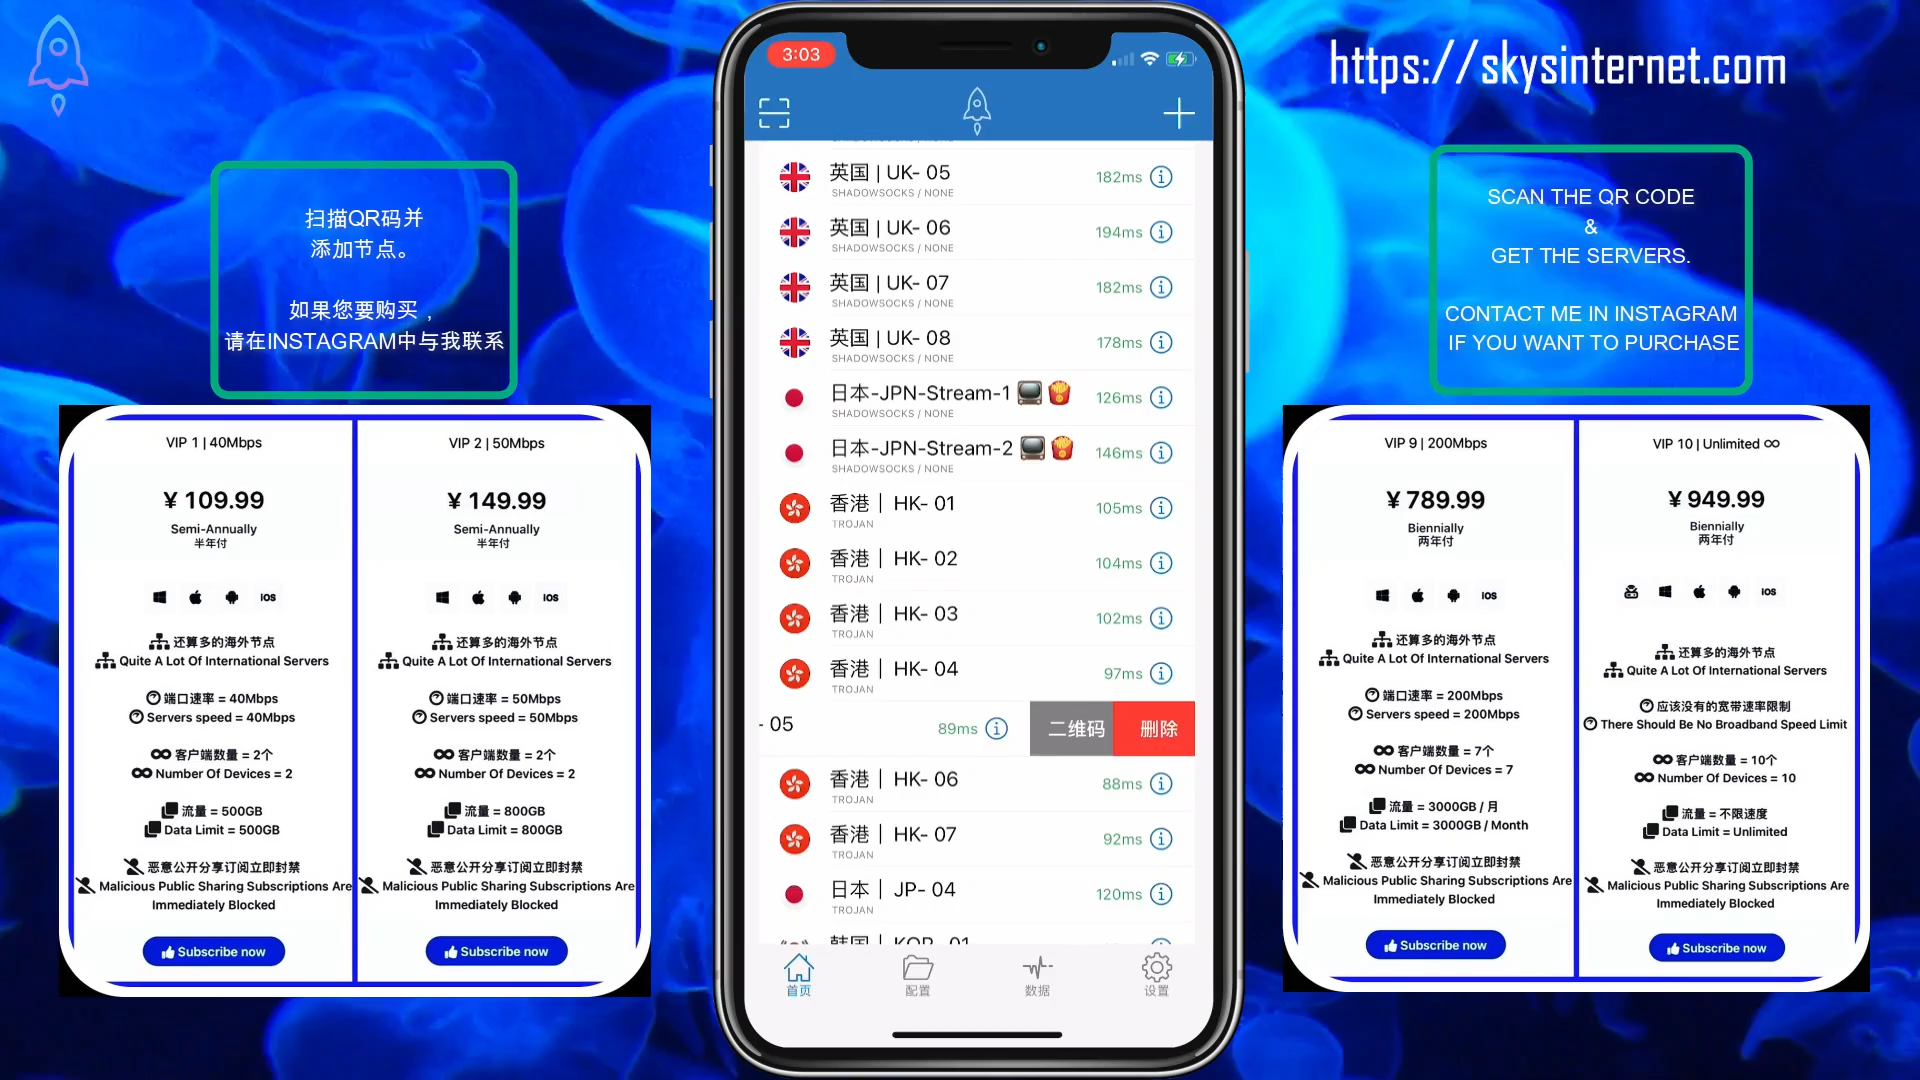 https://skysinternet.com
扫描QR码并
添加节点。
如果您要购买，
请在INSTAGRAM中与我联系
VIP 1 | 40Mbps
¥ 109.99
Semi-Annually
半年付
iOS
还算多的海外节点
Quite A Lot Of International Servers
端口速率 = 40Mbps
Servers speed = 40Mbps
客户端数量 = 2个
Number Of Devices = 2
流量 = 500GB
Data Limit = 500GB
恶意公开分享订阅立即封禁
Malicious Public Sharing Subscriptions Are
Immediately Blocked
Subscribe now
VIP 2 | 50Mbps
¥ 149.99
Semi-Annually
半年付
iOS
还算多的海外节点
Quite A Lot Of International Servers
端口速率 = 50Mbps
Servers speed = 50Mbps
客户端数量 = 2个
Number Of Devices = 2
流量 = 800GB
Data Limit = 800GB
恶意公开分享订阅立即封禁
Malicious Public Sharing Subscriptions Are
Immediately Blocked
Subscribe now
3:03
英国 | UK- 05 182ms
SHADOWSOCKS / NONE
英国 | UK- 06 194ms
SHADOWSOCKS / NONE
英国 | UK- 07 182ms
SHADOWSOCKS / NONE
英国 | UK- 08 178ms
SHADOWSOCKS / NONE
日本-JPN-Stream-1 📺🍟 126ms
SHADOWSOCKS / NONE
日本-JPN-Stream-2 📺🍟 146ms
SHADOWSOCKS / NONE
香港｜ HK- 01 105ms
TROJAN
香港｜ HK- 02 104ms
TROJAN
香港｜ HK- 03 102ms
TROJAN
香港｜ HK- 04 97ms
TROJAN
- 05 89ms 二维码 删除
香港｜ HK- 06 88ms
TROJAN
香港｜ HK- 07 92ms
TROJAN
日本｜ JP- 04 120ms
TROJAN
韩国｜ KOR- 01
首页 配置 数据 设置
SCAN THE QR CODE
&
GET THE SERVERS.
CONTACT ME IN INSTAGRAM
IF YOU WANT TO PURCHASE
VIP 9 | 200Mbps
¥ 789.99
Biennially
两年付
iOS
还算多的海外节点
Quite A Lot Of International Servers
端口速率 = 200Mbps
Servers speed = 200Mbps
客户端数量 = 7个
Number Of Devices = 7
流量 = 3000GB / 月
Data Limit = 3000GB / Month
恶意公开分享订阅立即封禁
Malicious Public Sharing Subscriptions Are
Immediately Blocked
Subscribe now
VIP 10 | Unlimited ∞
¥ 949.99
Biennially
两年付
iOS
还算多的海外节点
Quite A Lot Of International Servers
应该没有的宽带速率限制
There Should Be No Broadband Speed Limit
客户端数量 = 10个
Number Of Devices = 10
流量 = 不限速度
Data Limit = Unlimited
恶意公开分享订阅立即封禁
Malicious Public Sharing Subscriptions Are
Immediately Blocked
Subscribe now